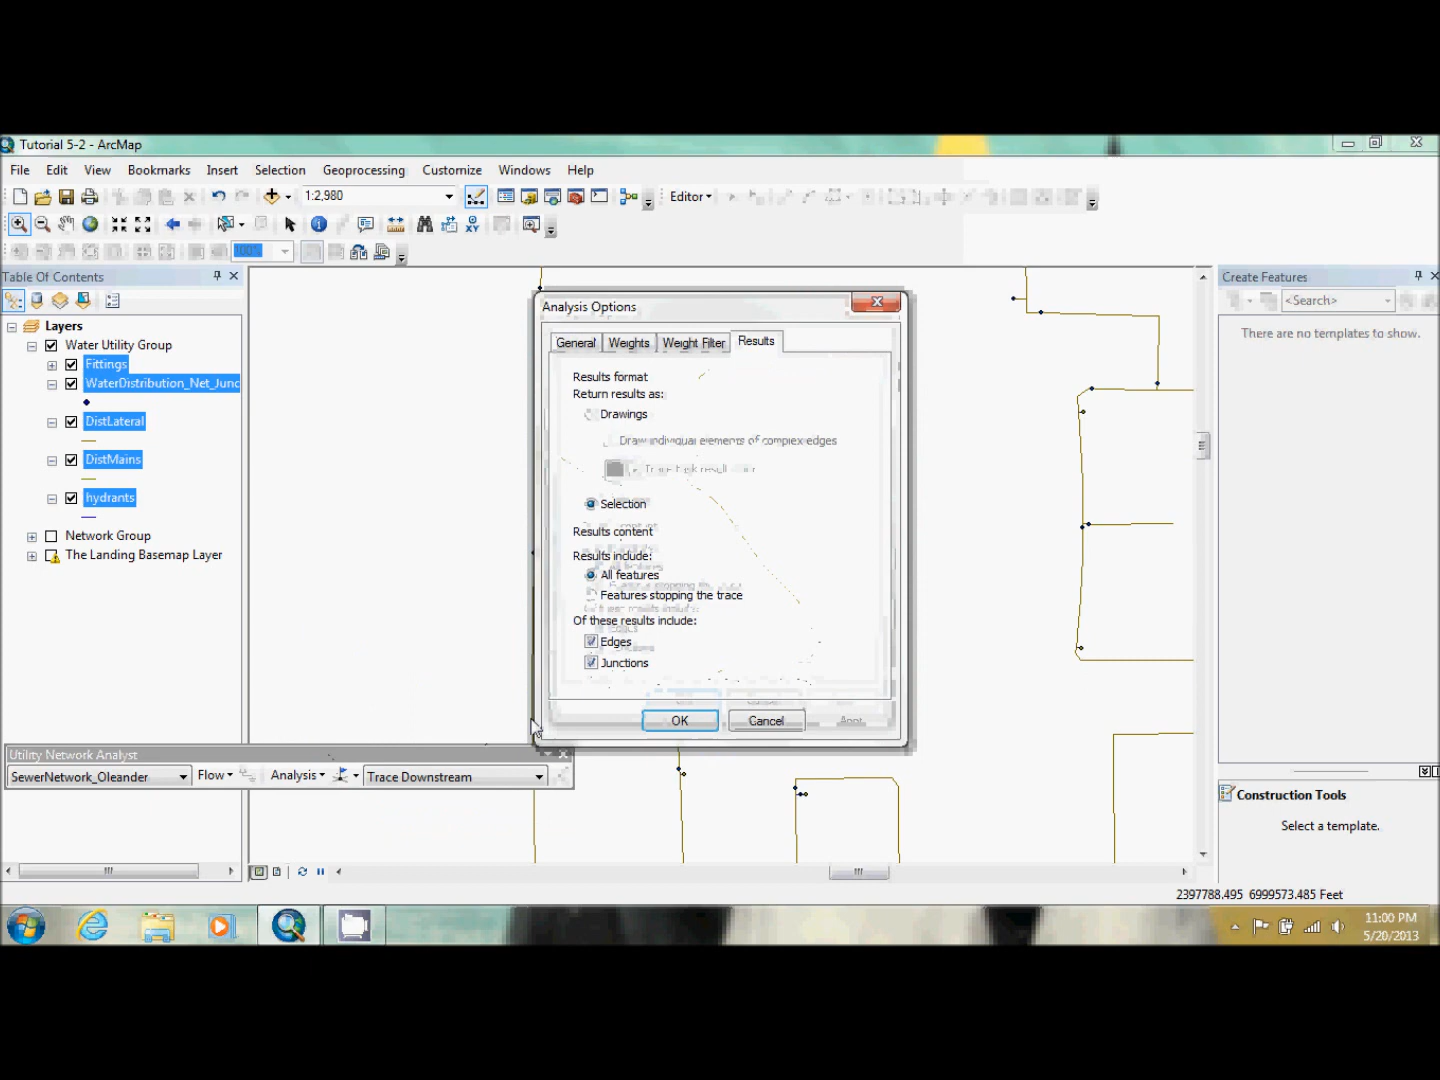 Tutorial 5-2 - ArcMap
File Edit View Bookmarks Insert Selection Geoprocessing Customize Windows Help
1:2,980
Editor
100%
Table Of Contents
Layers
Water Utility Group
Fittings
WaterDistribution_Net_Junc
DistLateral
DistMains
hydrants
Network Group
The Landing Basemap Layer
Analysis Options
General Weights Weight Filter Results
Results format
Return results as:
Drawings
Draw individual elements of complex edges
Selection
Results content
Results include:
All features
Features stopping the trace
Of these results include:
Edges
Junctions
OK Cancel Apply
Utility Network Analyst
SewerNetwork_Oleander Flow Analysis Trace Downstream
Create Features
<Search>
There are no templates to show.
Construction Tools
Select a template.
2397788.495 6999573.485 Feet
11:00 PM
5/20/2013